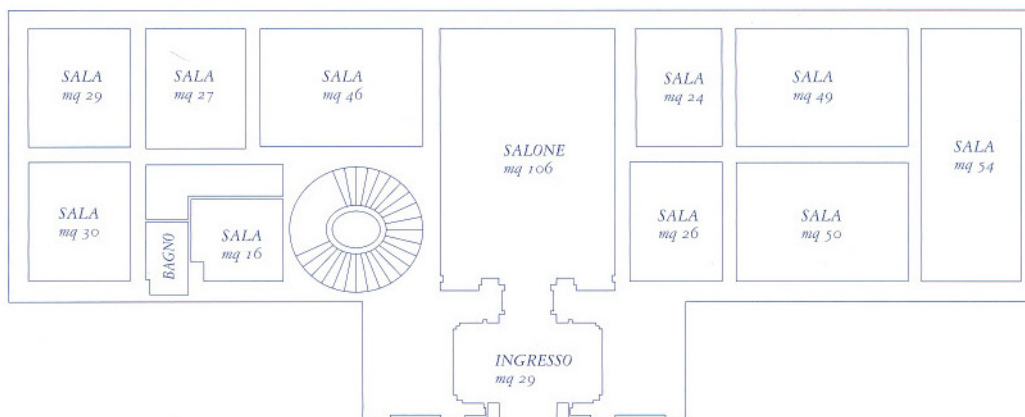 SALA
mq 29
SALA
mq 27
SALA
mq 46
SALONE
mq 106
SALA
mq 24
SALA
mq 49
SALA
mq 54
SALA
mq 30
BAGNO
SALA
mq 16
SALA
mq 26
SALA
mq 50
INGRESSO
mq 29